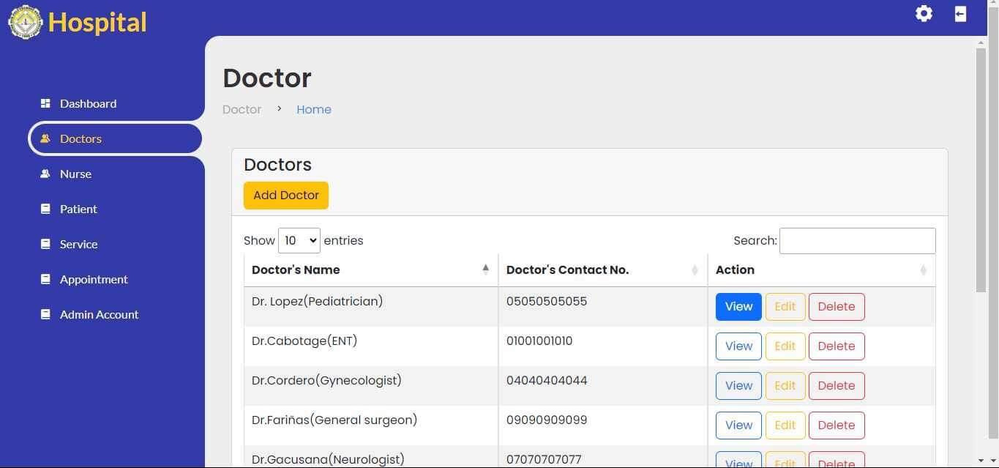 Hospital
Dashboard
Doctors
Nurse
Patient
Service
Appointment
Admin Account
Doctor
Doctor > Home
Doctors
Add Doctor
Show 10 entries Search:
Doctor's Name Doctor's Contact No. Action
Dr. Lopez(Pediatrician) 05050505055 View Edit Delete
Dr.Cabotage(ENT) 01001001010 View Edit Delete
Dr.Cordero(Gynecologist) 04040404044 View Edit Delete
Dr.Fariñas(General surgeon) 09090909099 View Edit Delete
Dr.Gacusana(Neurologist) 07070707077 View Edit Delete